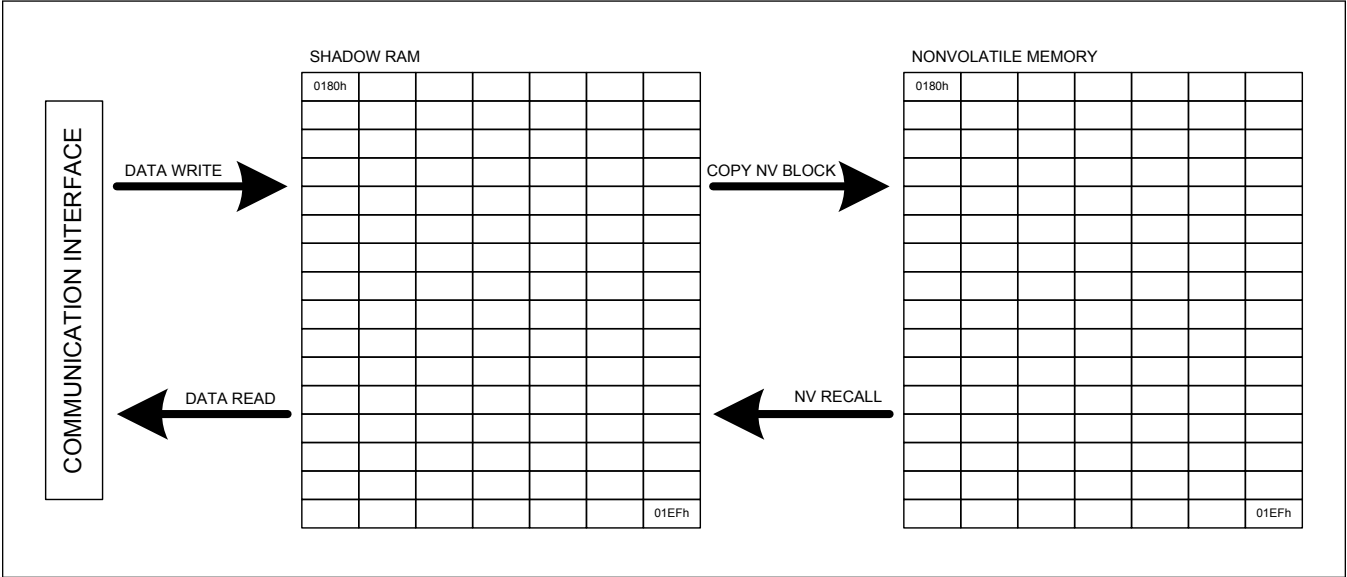 SHADOW RAM
NONVOLATILE MEMORY
0180h
0180h
COMMUNICATION INTERFACE
DATA WRITE
COPY NV BLOCK
DATA READ
NV RECALL
01EFh
01EFh